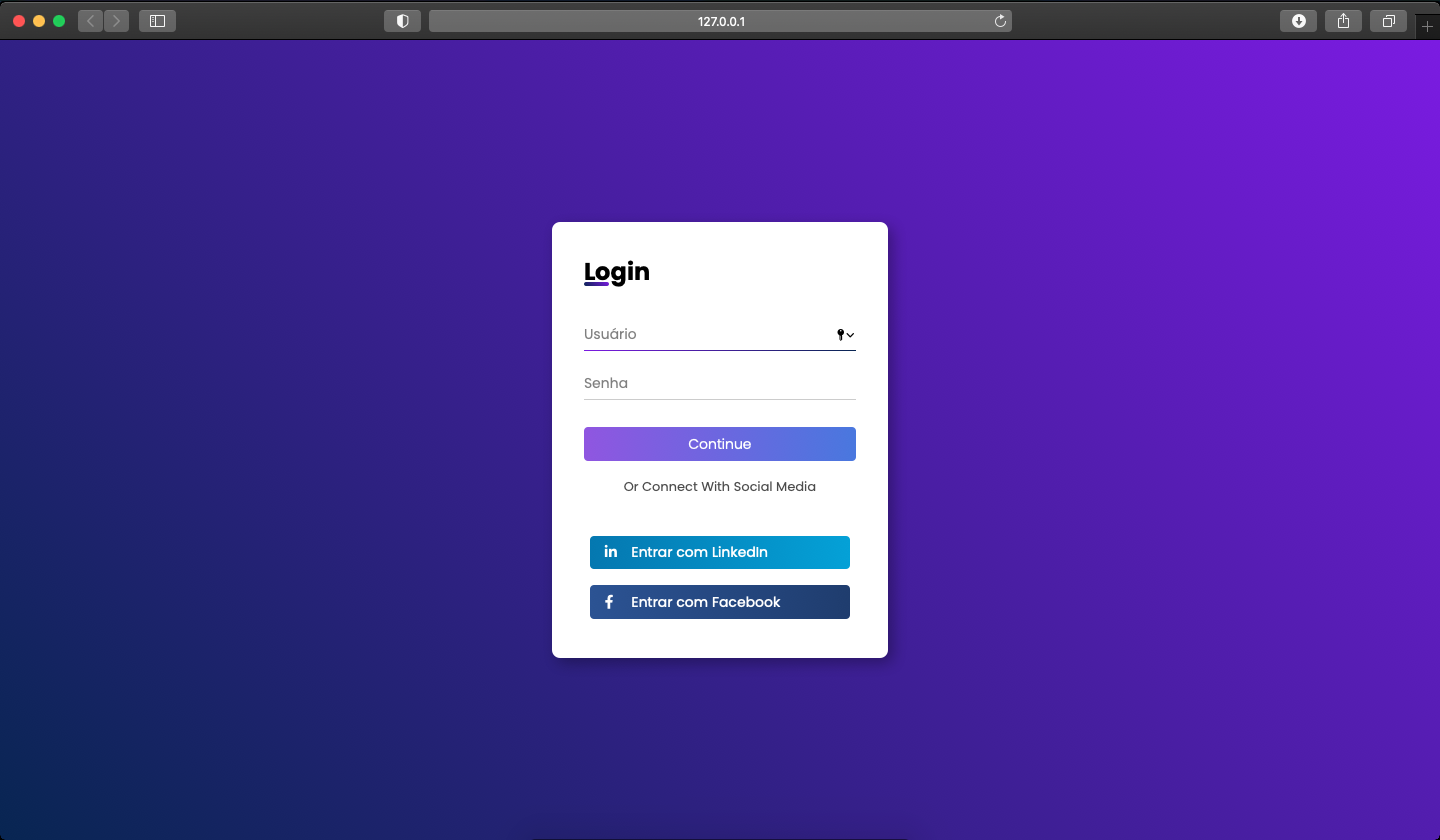 127.0.0.1
Login
Usuário
Senha
Continue
Or Connect With Social Media
in Entrar com LinkedIn
f Entrar com Facebook